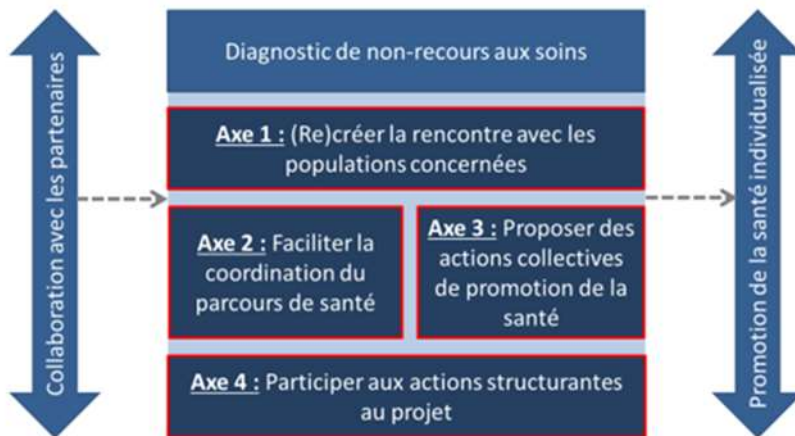 Collaboration avec les partenaires
Diagnostic de non-recours aux soins
Axe 1 : (Re)créer la rencontre avec les
populations concernées
Axe 2 : Faciliter la
coordination du
parcours de santé
Axe 3 : Proposer des
actions collectives
de promotion de la
santé
Axe 4 : Participer aux actions structurantes
au projet
Promotion de la santé individualisée